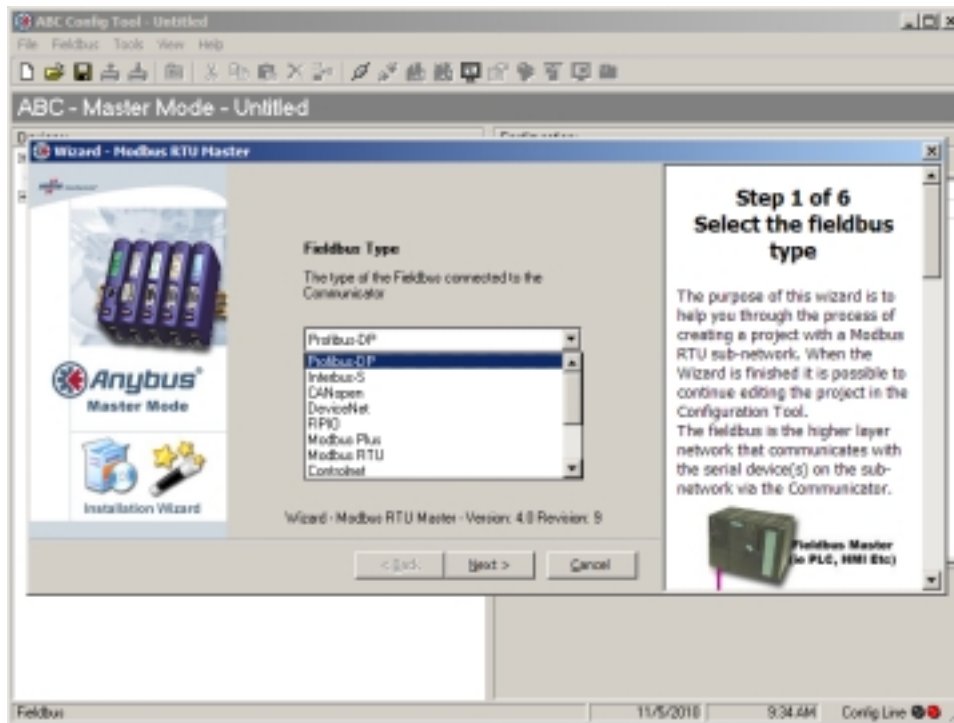 ABC Config Tool - Untitled
File Fieldbus Tools View Help
ABC - Master Mode - Untitled
Wizard - Modbus RTU Master
Anybus®
Master Mode
Installation Wizard
Fieldbus Type
The type of the Fieldbus connected to the
Communicator
Profibus-DP
Profibus-DP
Interbus-S
CANopen
DeviceNet
FIPIO
Modbus Plus
Modbus RTU
Controlnet
Wizard - Modbus RTU Master - Version: 4.0 Revision: 9
< Back
Next >
Cancel
Step 1 of 6
Select the fieldbus
type
The purpose of this wizard is to
help you through the process of
creating a project with a Modbus
RTU sub-network. When the
Wizard is finished it is possible to
continue editing the project in the
Configuration Tool.
The fieldbus is the higher layer
network that communicates with
the serial device(s) on the sub-
network via the Communicator.
Fieldbus Master
(ie PLC, HMI Etc)
Fieldbus
11/5/2010
9:34 AM
Config Line